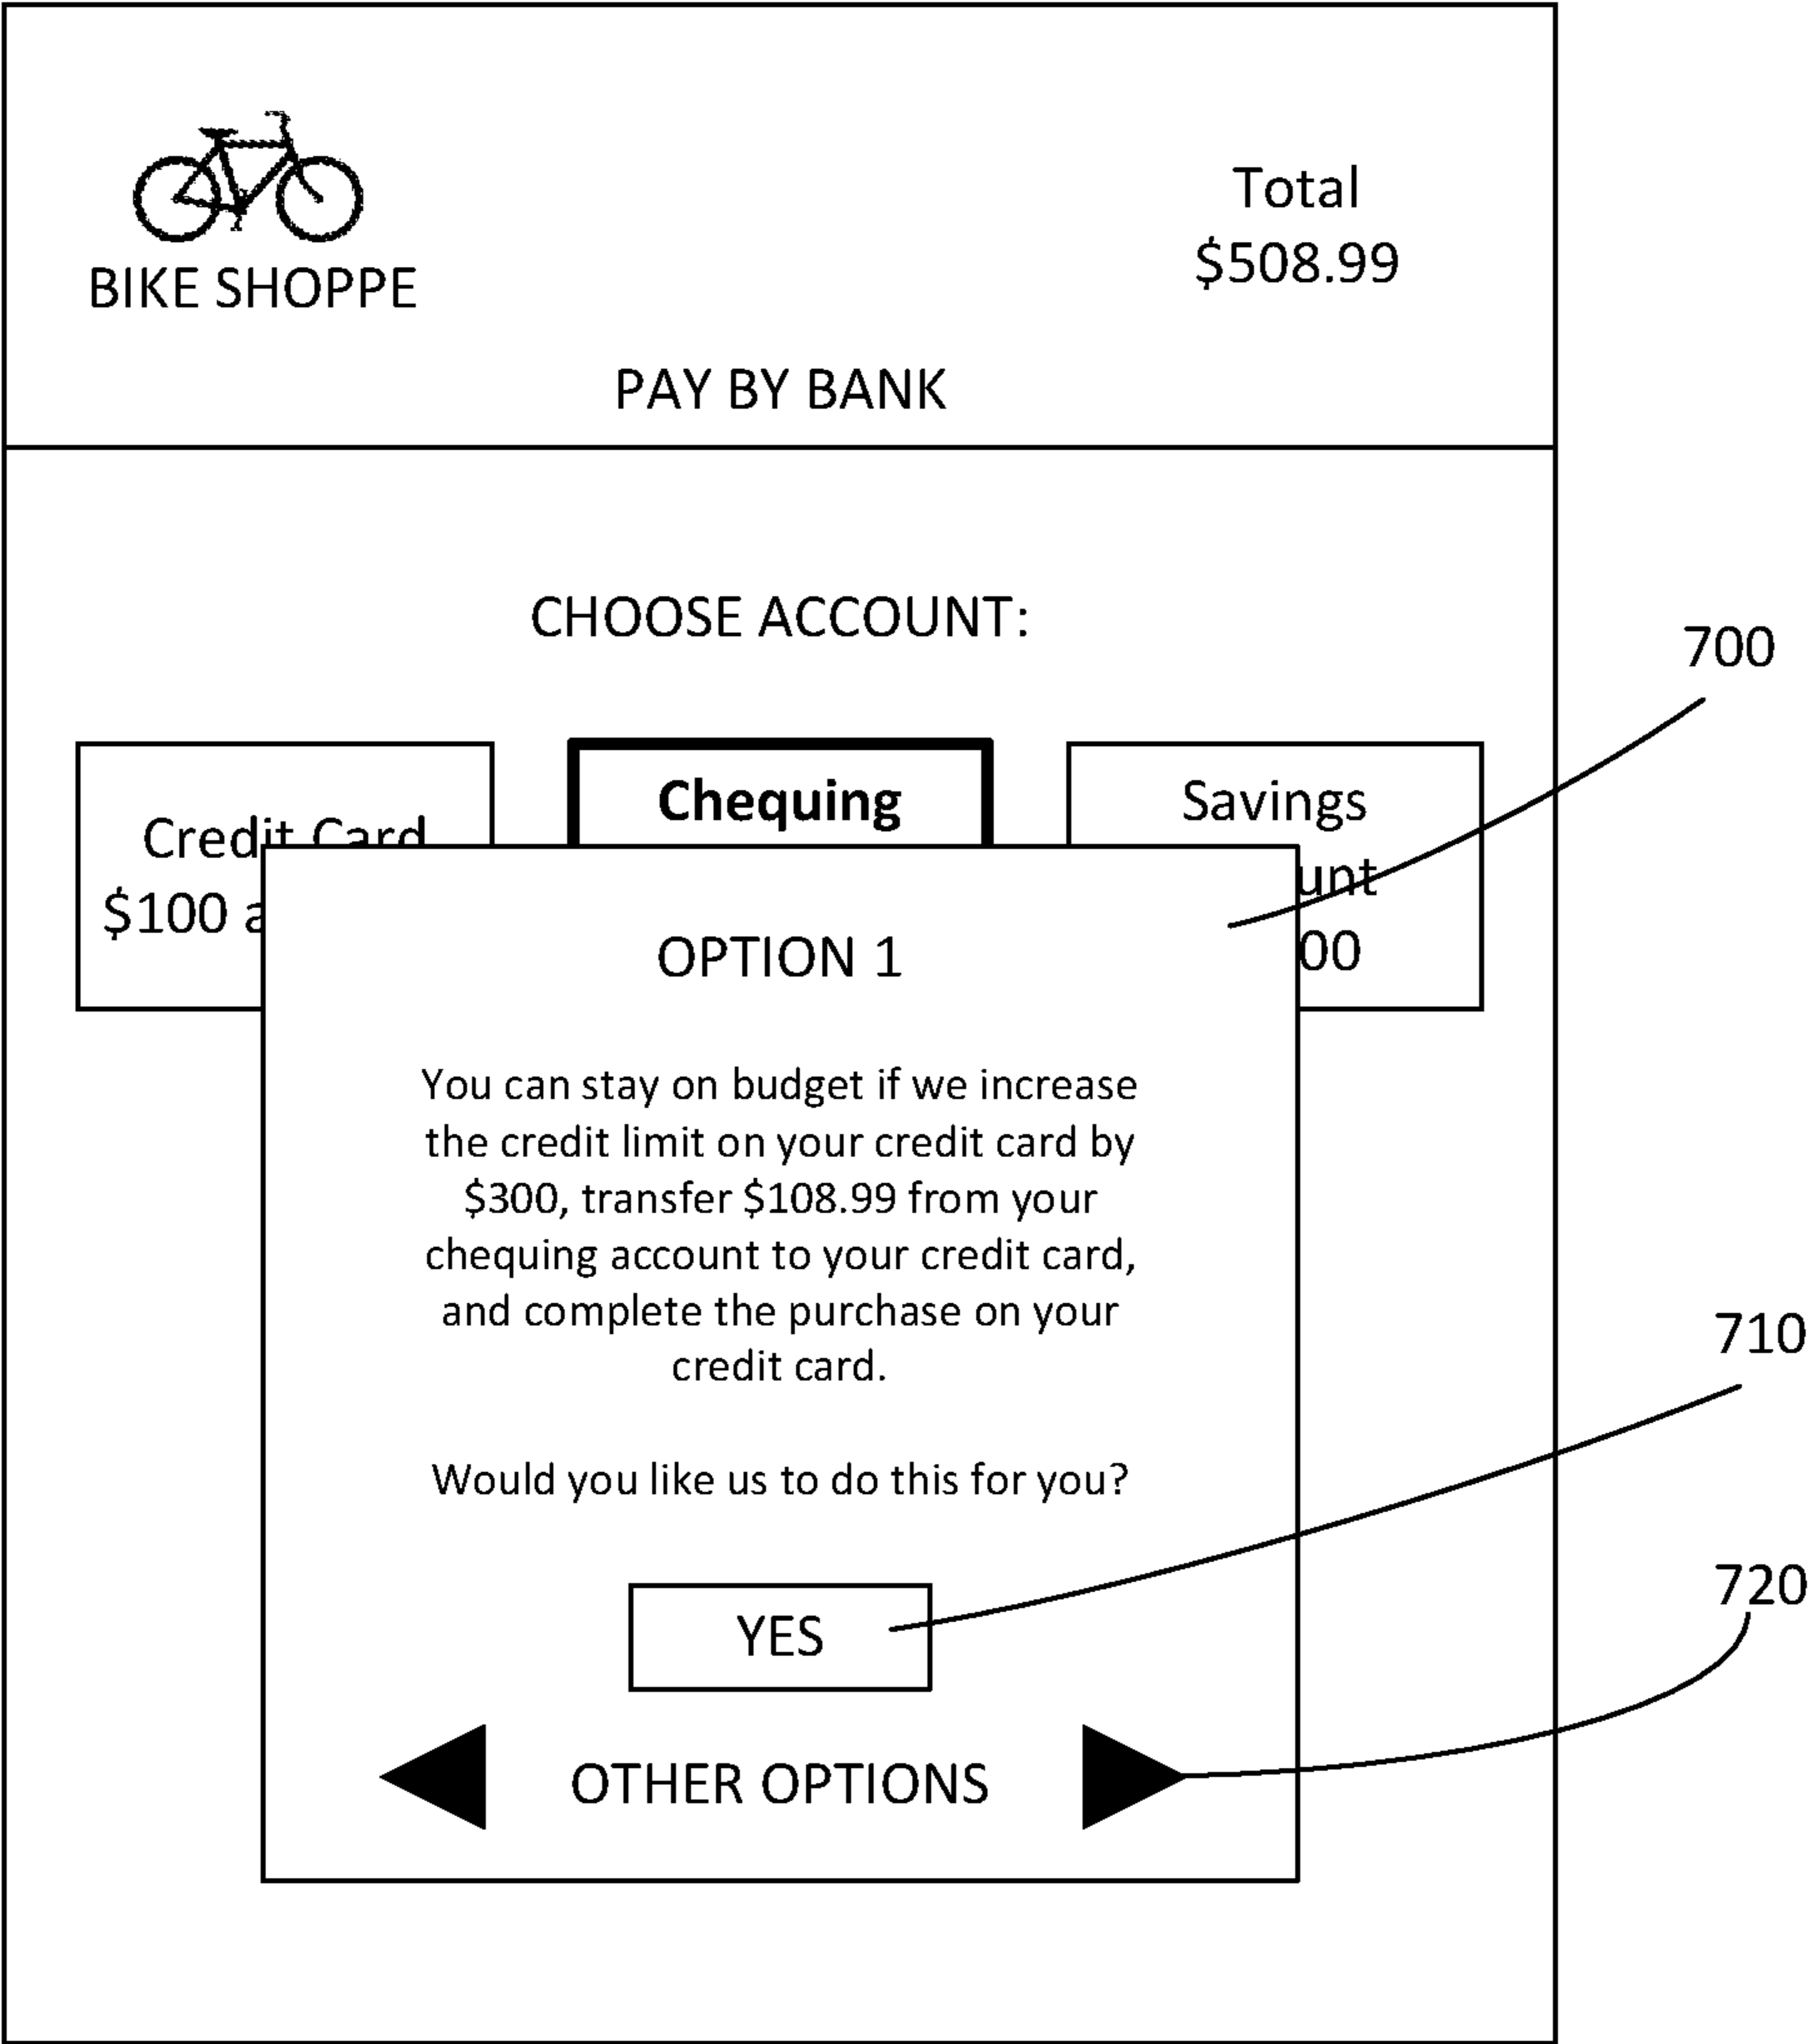 Total
$508.99
BIKE SHOPPE
PAY BY BANK
CHOOSE ACCOUNT:
700
Chequing
Savings
Credit Card
$100
OPTION 1
You can stay on budget if we increase
the credit limit on your credit card by
$300, transfer $108.99 from your
chequing account to your credit card,
and complete the purchase on your
credit card.
710
Would you like us to do this for you?
720
YES
OTHER OPTIONS